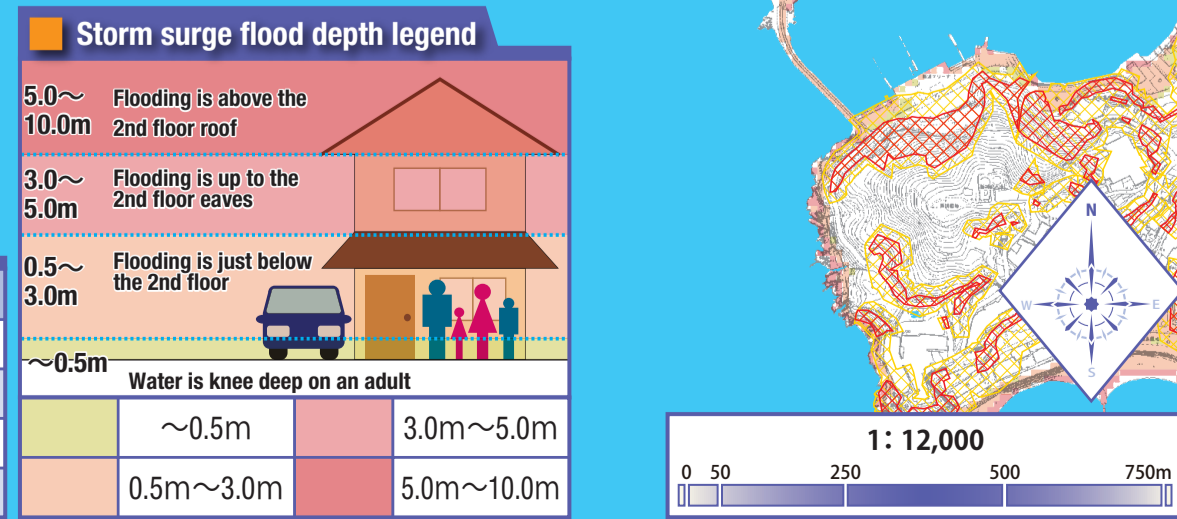 Storm surge flood depth legend
5.0～
10.0m
Flooding is above the
2nd floor roof
3.0～
5.0m
Flooding is up to the
2nd floor eaves
0.5～
3.0m
Flooding is just below
the 2nd floor
～0.5m
Water is knee deep on an adult
～0.5m
3.0m～5.0m
0.5m～3.0m
5.0m～10.0m
N
W
E
S
1: 12,000
0 50 250 500 750m